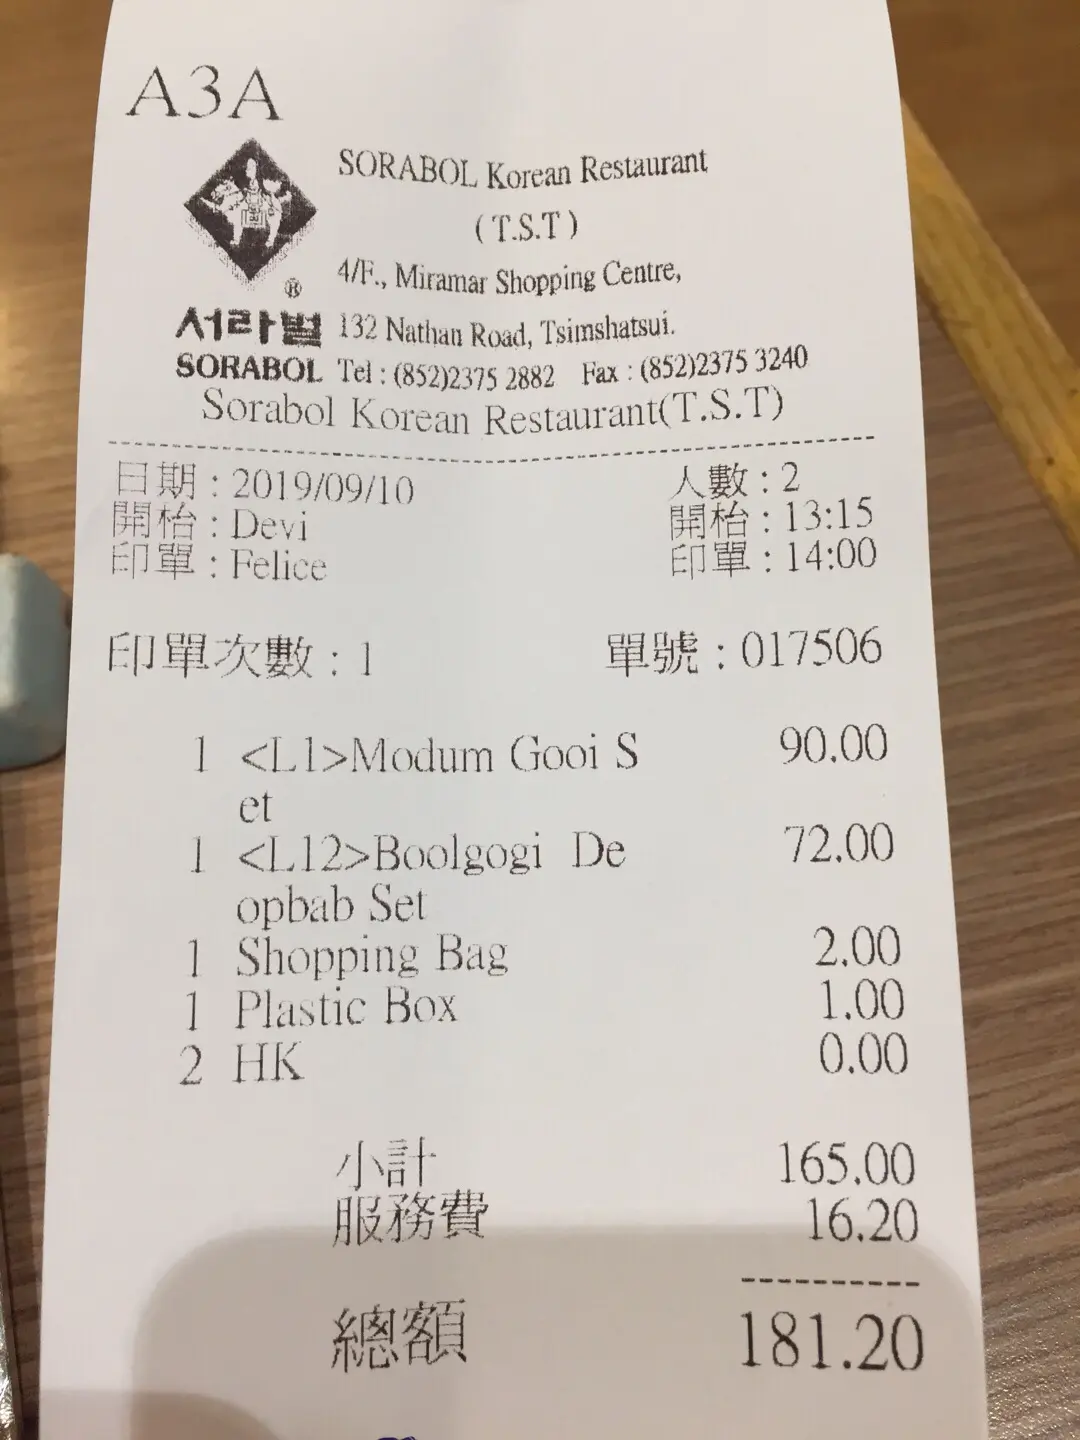 A3A
SORABOL Korean Restaurant
( T.S.T )
4/F., Miramar Shopping Centre,
132 Nathan Road, Tsimshatsui.
Tel : (852)2375 2882 Fax : (852)2375 3240
®
서라벌
SORABOL
Sorabol Korean Restaurant(T.S.T)
日期 : 2019/09/10 人數 : 2
開枱 : Devi 開枱 : 13:15
印單 : Felice 印單 : 14:00
印單次數 : 1 單號 : 017506
1 <L1>Modum Gooi S 90.00
et
1 <L12>Boolgogi De 72.00
opbab Set
1 Shopping Bag 2.00
1 Plastic Box 1.00
2 HK 0.00
小計 165.00
服務費 16.20
總額 181.20